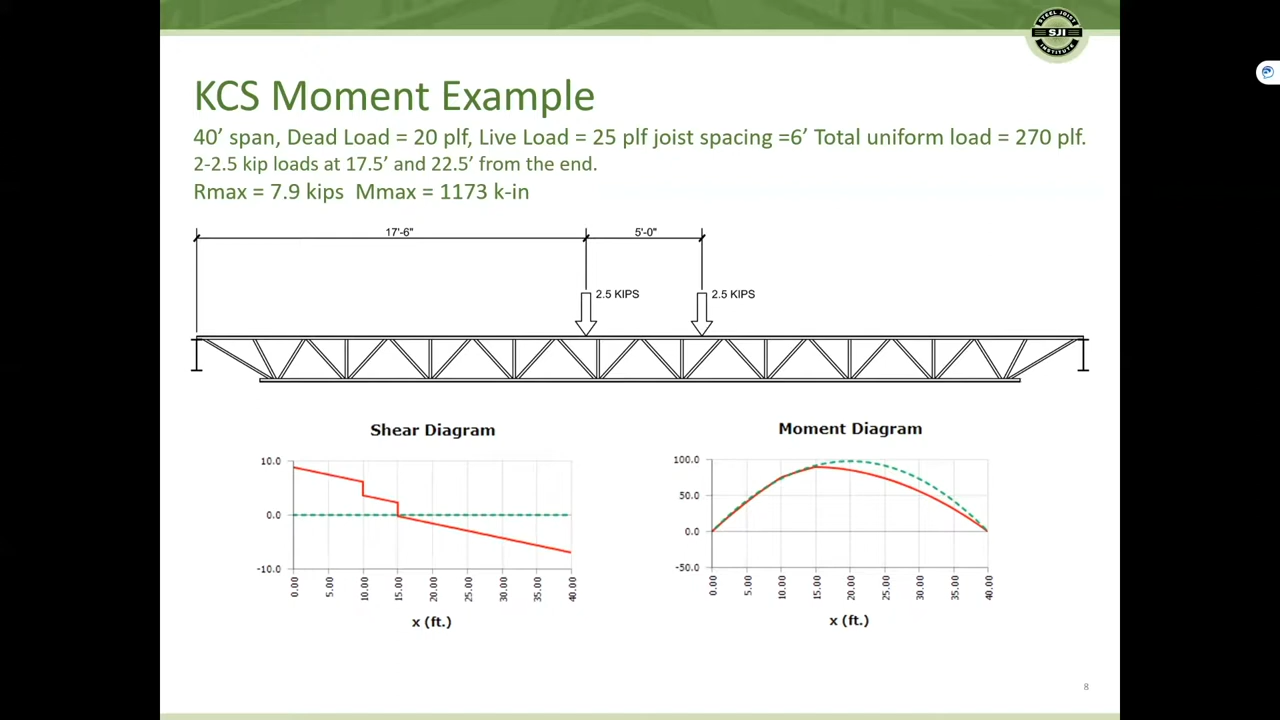 STEEL JOIST
SJI
INSTITUTE
KCS Moment Example
40’ span, Dead Load = 20 plf, Live Load = 25 plf joist spacing =6’ Total uniform load = 270 plf.
2-2.5 kip loads at 17.5’ and 22.5’ from the end.
Rmax = 7.9 kips  Mmax = 1173 k-in
17'-6" 5'-0"
2.5 KIPS 2.5 KIPS
Shear Diagram
10.0
0.0
-10.0
0.00 5.00 10.00 15.00 20.00 25.00 30.00 35.00 40.00
x (ft.)
Moment Diagram
100.0
50.0
0.0
-50.0
0.00 5.00 10.00 15.00 20.00 25.00 30.00 35.00 40.00
x (ft.)
8